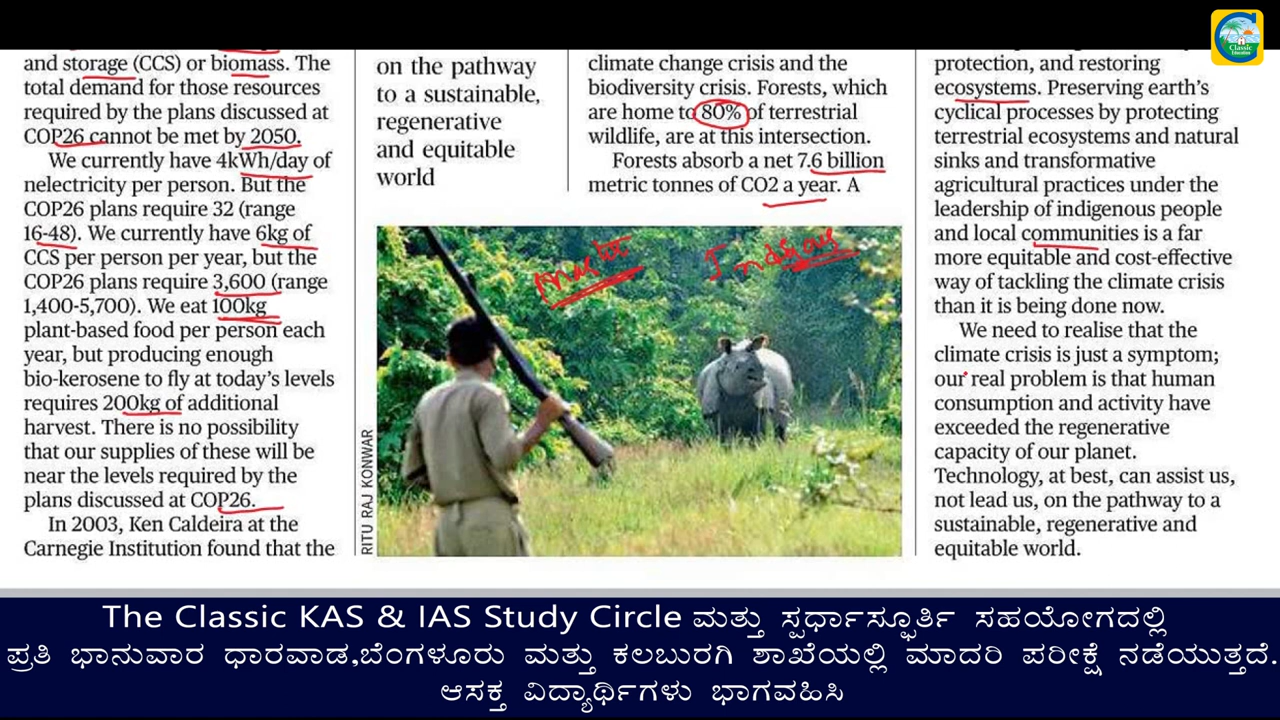 and storage (CCS) or biomass. The
total demand for those resources
required by the plans discussed at
COP26 cannot be met by 2050.
We currently have 4kWh/day of
nelectricity per person. But the
COP26 plans require 32 (range
16-48). We currently have 6kg of
CCS per person per year, but the
COP26 plans require 3,600 (range
1,400-5,700). We eat 100kg
plant-based food per person each
year, but producing enough
bio-kerosene to fly at today's levels
requires 200kg of additional
harvest. There is no possibility
that our supplies of these will be
near the levels required by the
plans discussed at COP26.
In 2003, Ken Caldeira at the
Carnegie Institution found that the
on the pathway
to a sustainable,
regenerative
and equitable
world
climate change crisis and the
biodiversity crisis. Forests, which
are home to 80% of terrestrial
wildlife, are at this intersection.
Forests absorb a net 7.6 billion
metric tonnes of CO2 a year. A
RITU RAJ KONWAR
protection, and restoring
ecosystems. Preserving earth's
cyclical processes by protecting
terrestrial ecosystems and natural
sinks and transformative
agricultural practices under the
leadership of indigenous people
and local communities is a far
more equitable and cost-effective
way of tackling the climate crisis
than it is being done now.
We need to realise that the
climate crisis is just a symptom;
our real problem is that human
consumption and activity have
exceeded the regenerative
capacity of our planet.
Technology, at best, can assist us,
not lead us, on the pathway to a
sustainable, regenerative and
equitable world.
Classic
Education
The Classic KAS & IAS Study Circle ಮತ್ತು ಸ್ಪರ್ಧಾಸ್ಫೂರ್ತಿ ಸಹಯೋಗದಲ್ಲಿ
ಪ್ರತಿ ಭಾನುವಾರ ಧಾರವಾಡ,ಬೆಂಗಳೂರು ಮತ್ತು ಕಲಬುರಗಿ ಶಾಖೆಯಲ್ಲಿ ಮಾದರಿ ಪರೀಕ್ಷೆ ನಡೆಯುತ್ತದೆ.
ಆಸಕ್ತ ವಿದ್ಯಾರ್ಥಿಗಳು ಭಾಗವಹಿಸಿ